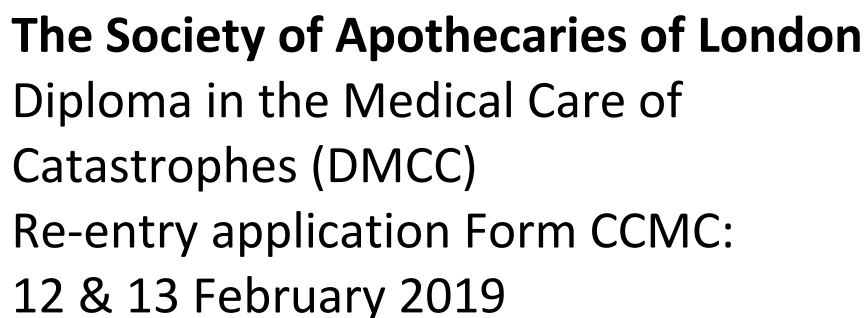 The Society of Apothecaries of London
Diploma in the Medical Care of
Catastrophes (DMCC)
Re-entry application Form CCMC:
12 & 13 February 2019